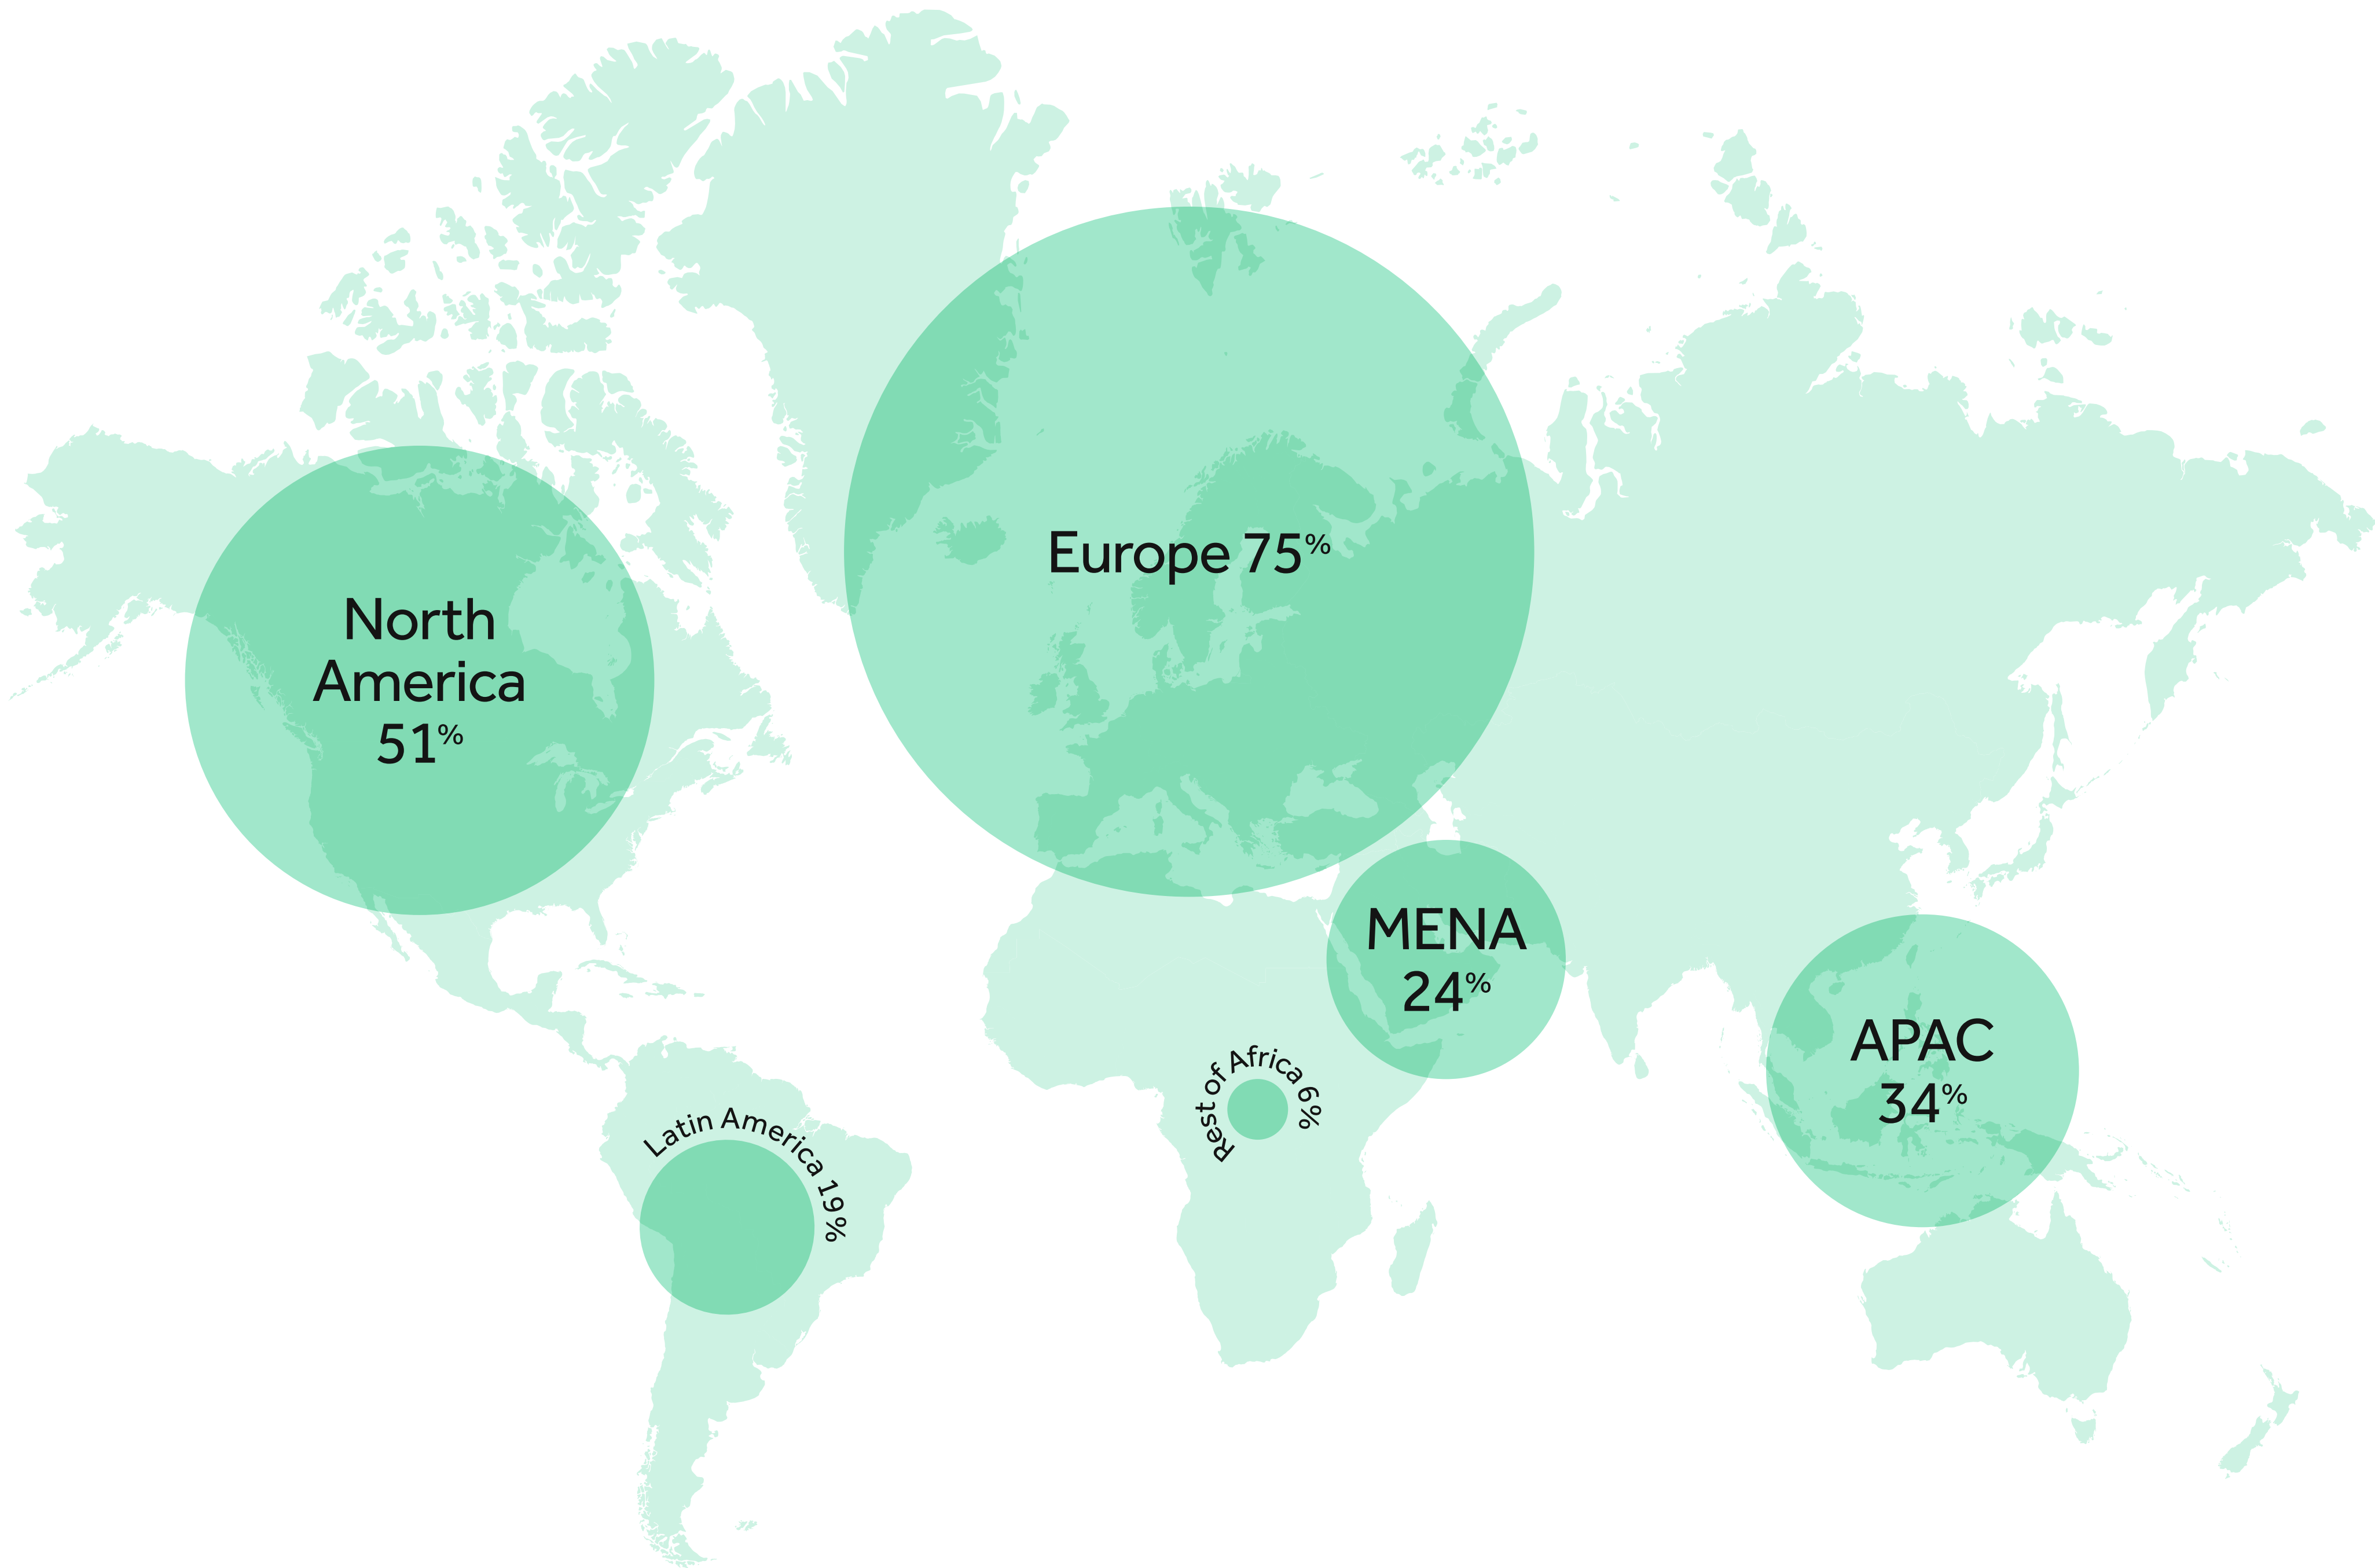 Europe 75%
North
America
51%
MENA
24%
APAC
34%
Rest of Africa 6%
Latin America 19%